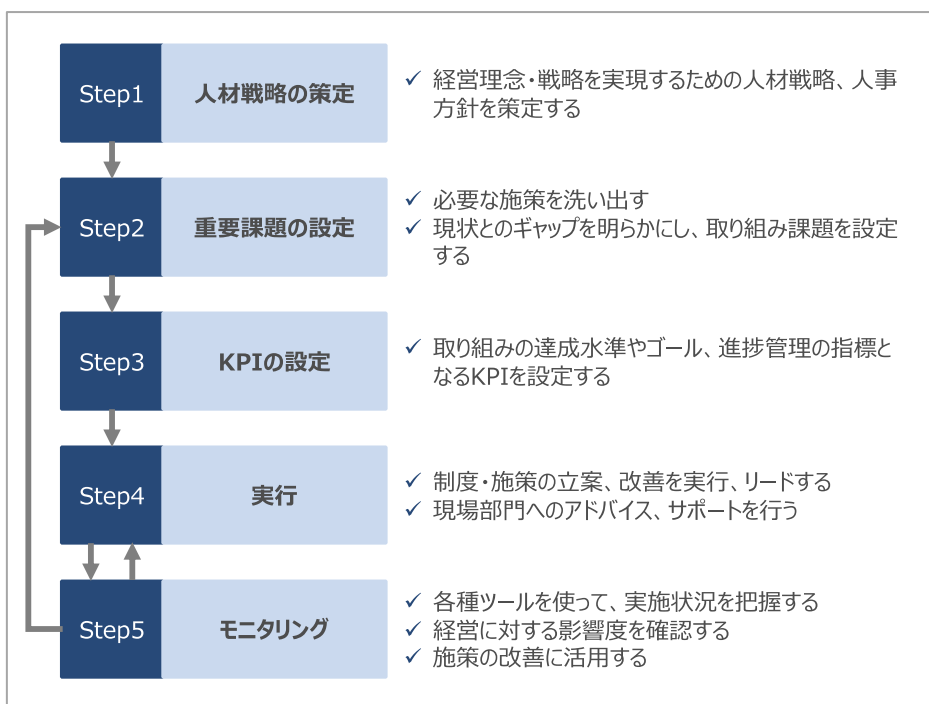 Step1
人材戦略の策定
✓ 経営理念・戦略を実現するための人材戦略、人事
方針を策定する
Step2
重要課題の設定
✓ 必要な施策を洗い出す
✓ 現状とのギャップを明らかにし、取り組み課題を設定
する
Step3
KPIの設定
✓ 取り組みの達成水準やゴール、進捗管理の指標と
なるKPIを設定する
Step4
実行
✓ 制度・施策の立案、改善を実行、リードする
✓ 現場部門へのアドバイス、サポートを行う
Step5
モニタリング
✓ 各種ツールを使って、実施状況を把握する
✓ 経営に対する影響度を確認する
✓ 施策の改善に活用する